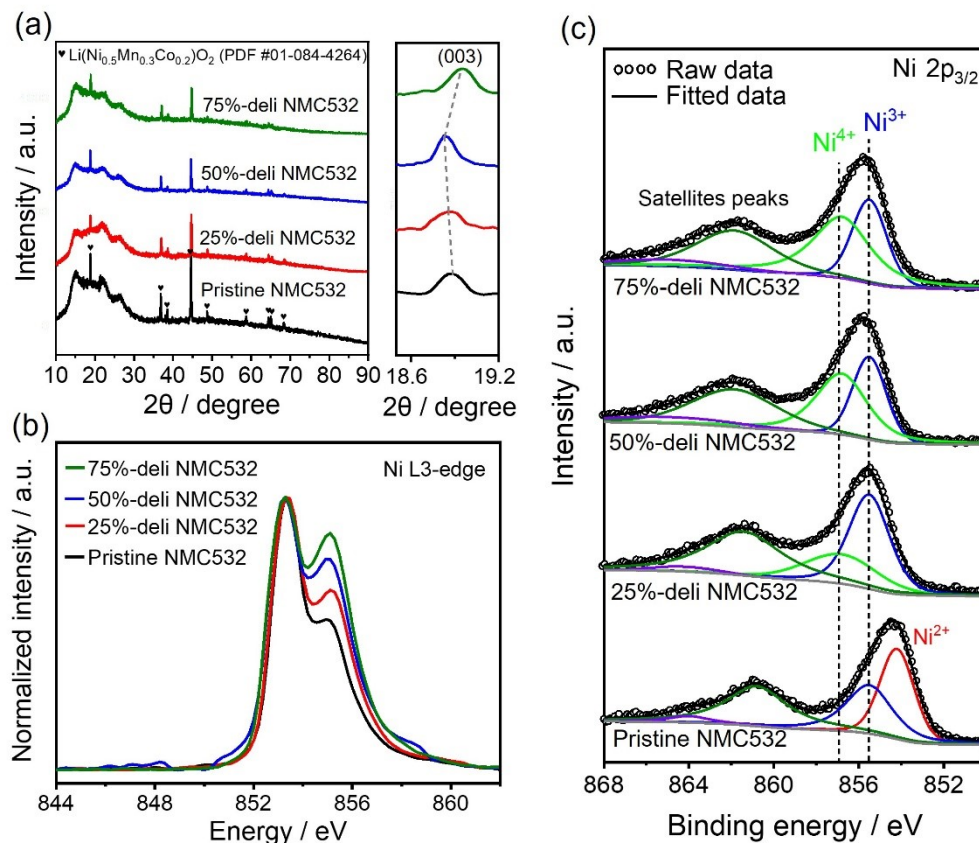 (a)
♥ Li(Ni0.5Mn0.3Co0.2)O2 (PDF #01-084-4264)
75%-deli NMC532
50%-deli NMC532
25%-deli NMC532
Pristine NMC532
Intensity / a.u.
10 20 30 40 50 60 70 80 90
2θ / degree
(003)
18.6 19.2
2θ / degree
(b)
Ni L3-edge
75%-deli NMC532
50%-deli NMC532
25%-deli NMC532
Pristine NMC532
Normalized intensity / a.u.
844 848 852 856 860
Energy / eV
(c)
Raw data
Fitted data
Ni 2p3/2
Ni4+
Ni3+
Satellites peaks
75%-deli NMC532
50%-deli NMC532
25%-deli NMC532
Ni2+
Pristine NMC532
Intensity / a.u.
868 864 860 856 852
Binding energy / eV